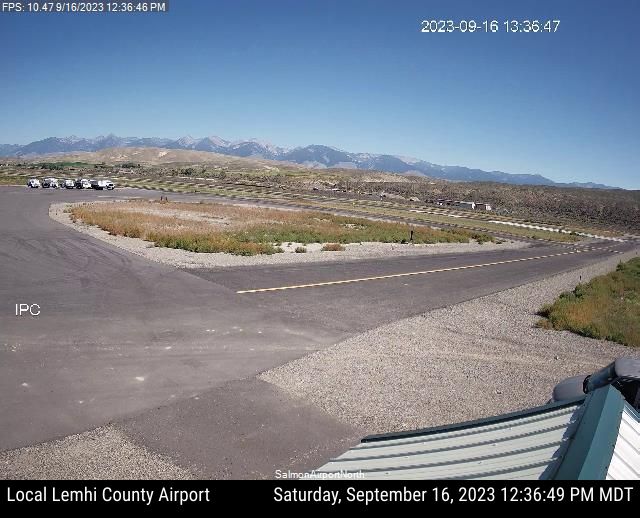 FPS: 10.47 9/16/2023 12:36:46 PM
2023-09-16 13:36:47
IPC
SalmonAirportNorth
Local Lemhi County Airport Saturday, September 16, 2023 12:36:49 PM MDT